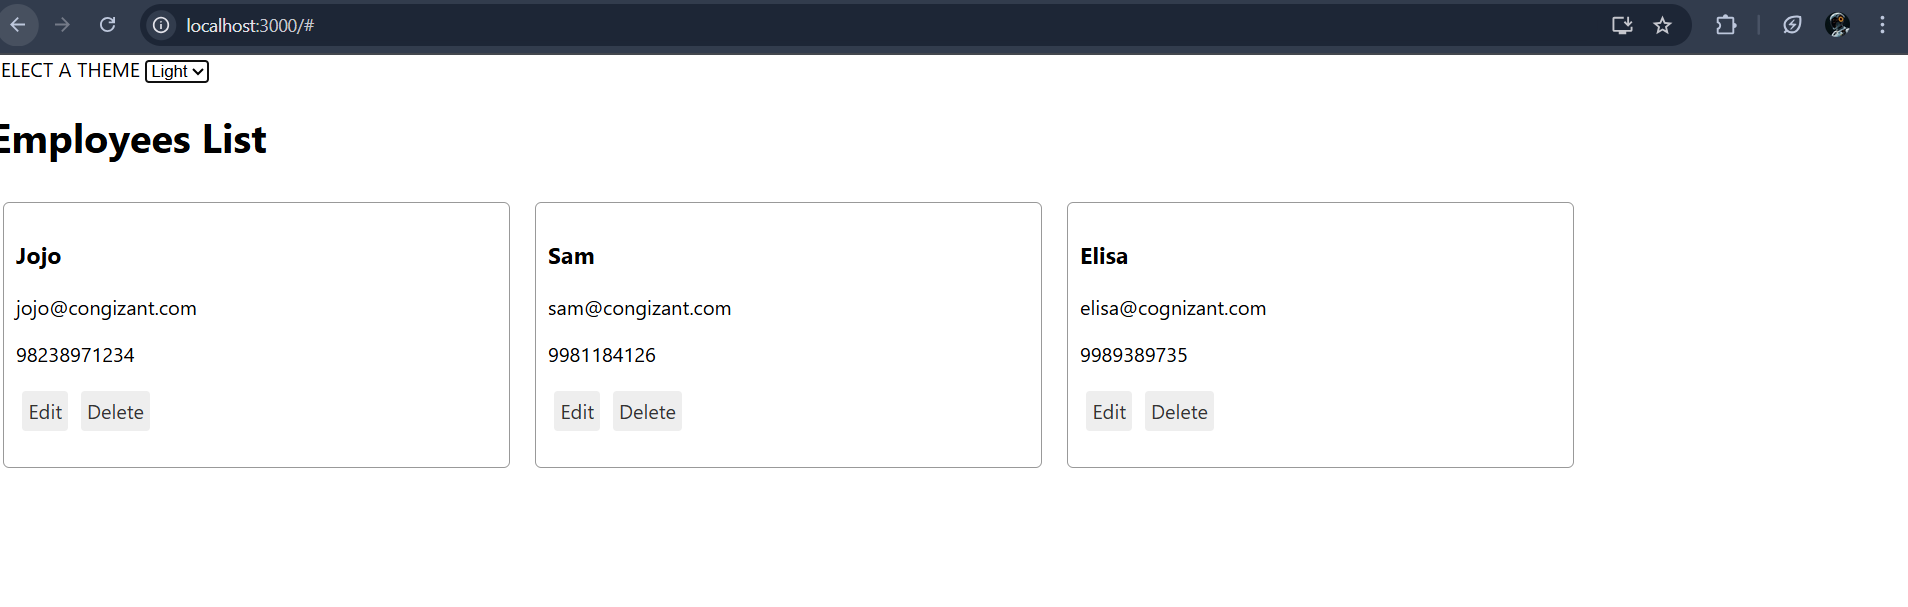 localhost:3000/#
ELECT A THEME Light
Employees List
Jojo
jojo@congizant.com
98238971234
Edit Delete
Sam
sam@congizant.com
9981184126
Edit Delete
Elisa
elisa@cognizant.com
9989389735
Edit Delete